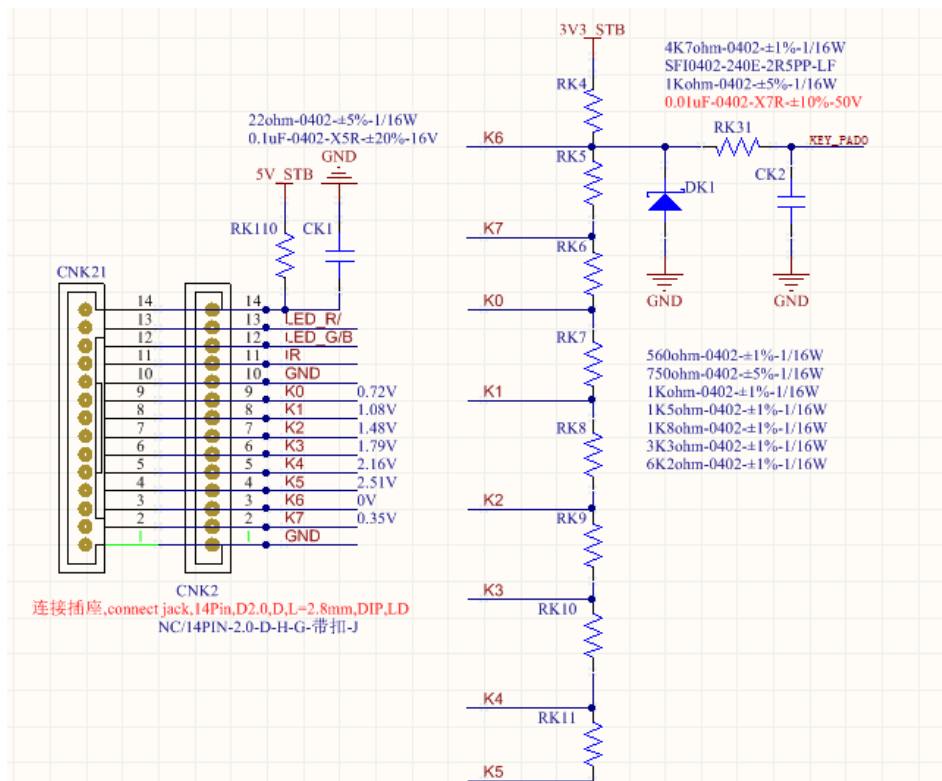 3V3_STB
4K7ohm-0402-±1%-1/16W
SFI0402-240E-2R5PP-LF
1Kohm-0402-±5%-1/16W
0.01uF-0402-X7R-±10%-50V
RK4
RK31
K6
KEY_PAD0
RK5
CK2
DK1
GND
GND
22ohm-0402-±5%-1/16W
0.1uF-0402-X5R-±20%-16V
GND
5V_STB
RK110
CK1
K7
RK6
K0
RK7
K1
RK8
K2
RK9
K3
RK10
K4
RK11
K5
560ohm-0402-±1%-1/16W
750ohm-0402-±5%-1/16W
1Kohm-0402-±1%-1/16W
1K5ohm-0402-±1%-1/16W
1K8ohm-0402-±1%-1/16W
3K3ohm-0402-±1%-1/16W
6K2ohm-0402-±1%-1/16W
CNK21
14 14
13 13 LED_R/
12 12 LED_G/B
11 11 IR
10 10 GND
9 9 K0 0.72V
8 8 K1 1.08V
7 7 K2 1.48V
6 6 K3 1.79V
5 5 K4 2.16V
4 4 K5 2.51V
3 3 K6 0V
2 2 K7 0.35V
1 1 GND
CNK2
连接插座,connect jack,14Pin,D2.0,D,L=2.8mm,DIP,LD
NC/14PIN-2.0-D-H-G-带扣-J